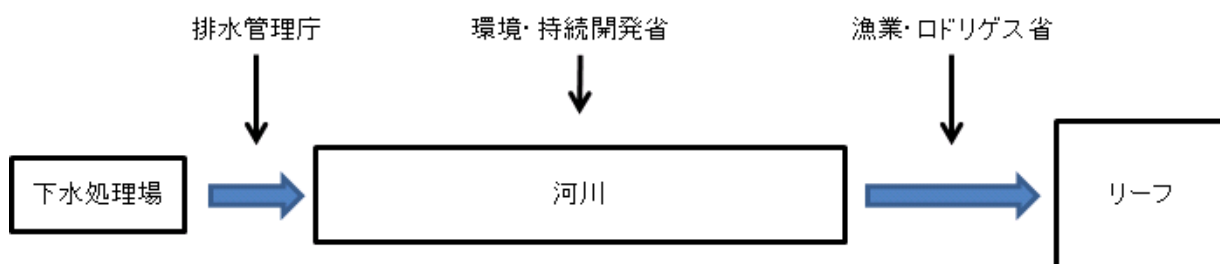 排水管理庁
環境・持続開発省
漁業・ロドリゲス省
下水処理場
河川
リーフ